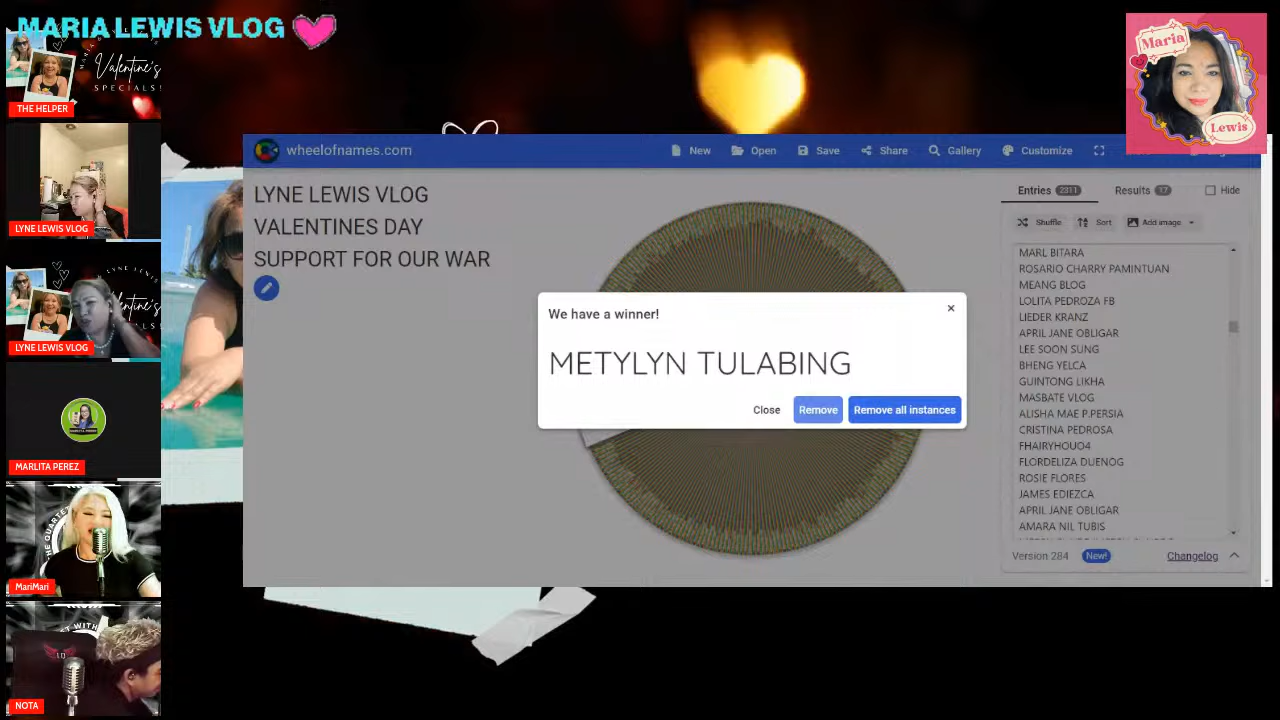 MARIA LEWIS VLOG
Valentine's
SPECIALS!
THE HELPER
LYNE LEWIS VLOG
LYNE LEWIS
LYNE LEWIS VLOG
MARLITA PEREZ
MariMari
NOTA
Maria
Lewis
wheelofnames.com
New
Open
Save
Share
Gallery
Customize
LYNE LEWIS VLOG
VALENTINES DAY
SUPPORT FOR OUR WAR
We have a winner!
METYLYN TULABING
Close
Remove
Remove all instances
Entries 2311
Results 17
Hide
Shuffle
Sort
Add image
MARL BITARA
ROSARIO CHARRY PAMINTUAN
MEANG BLOG
LOLITA PEDROZA FB
LIEDER KRANZ
APRIL JANE OBLIGAR
LEE SOON SUNG
BHENG YELCA
GUINTONG LIKHA
MASBATE VLOG
ALISHA MAE P.PERSIA
CRISTINA PEDROSA
FHAIRYHOUO4
FLORDELIZA DUENOG
ROSIE FLORES
JAMES EDIEZCA
APRIL JANE OBLIGAR
AMARA NIL TUBIS
Version 284
New!
Changelog